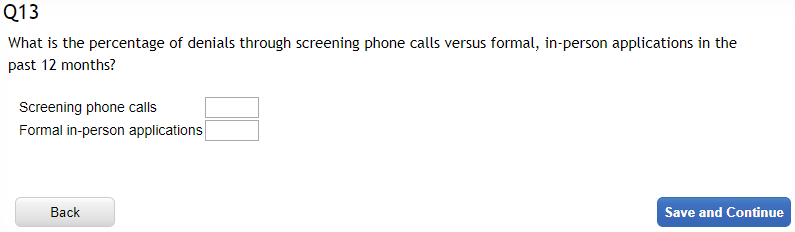 Q13
What is the percentage of denials through screening phone calls versus formal, in-person applications in the
past 12 months?
Screening phone calls
Formal in-person applications
Back
Save and Continue